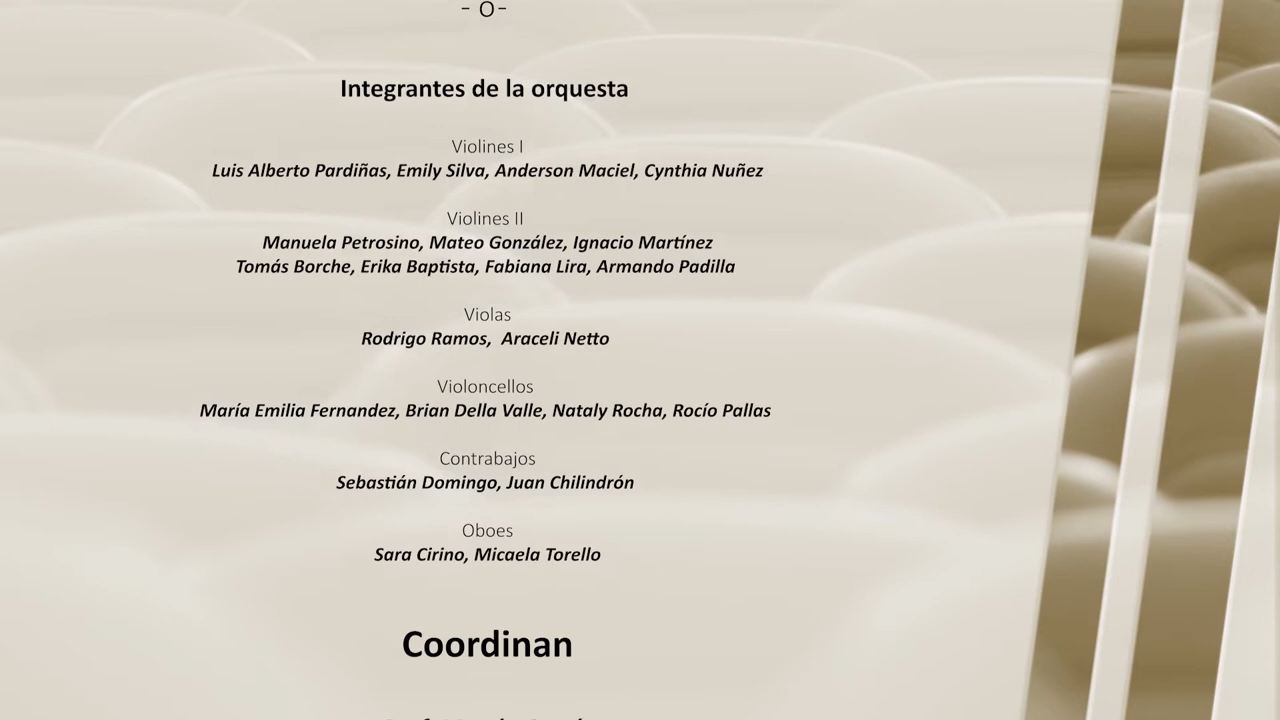 - O-
Integrantes de la orquesta
Violines I
Luis Alberto Pardiñas, Emily Silva, Anderson Maciel, Cynthia Nuñez
Violines II
Manuela Petrosino, Mateo González, Ignacio Martínez
Tomás Borche, Erika Baptista, Fabiana Lira, Armando Padilla
Violas
Rodrigo Ramos,  Araceli Netto
Violoncellos
María Emilia Fernandez, Brian Della Valle, Nataly Rocha, Rocío Pallas
Contrabajos
Sebastián Domingo, Juan Chilindrón
Oboes
Sara Cirino, Micaela Torello
Coordinan